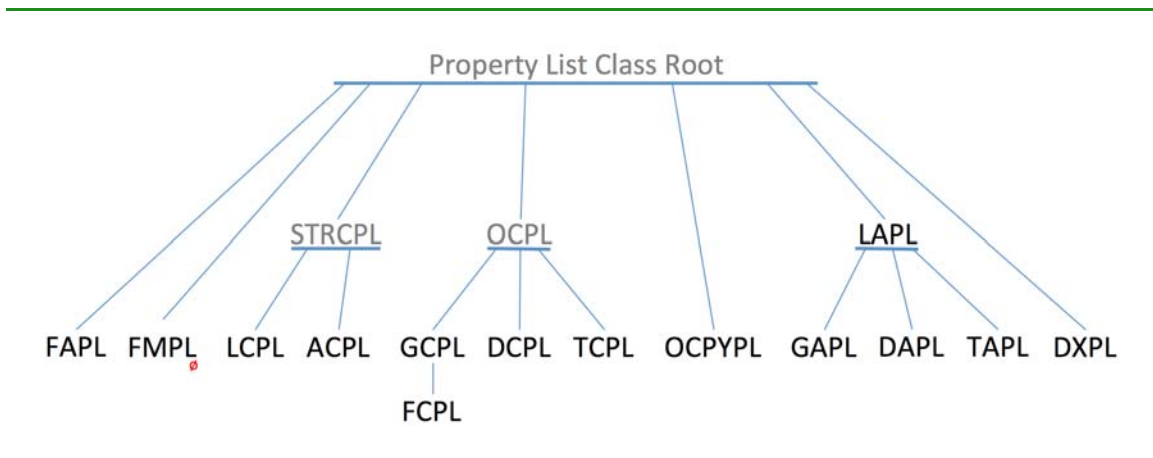 Property List Class Root
STRCPL OCPL LAPL
FAPL FMPL LCPL ACPL GCPL DCPL TCPL OCPYPL GAPL DAPL TAPL DXPL
ø
FCPL